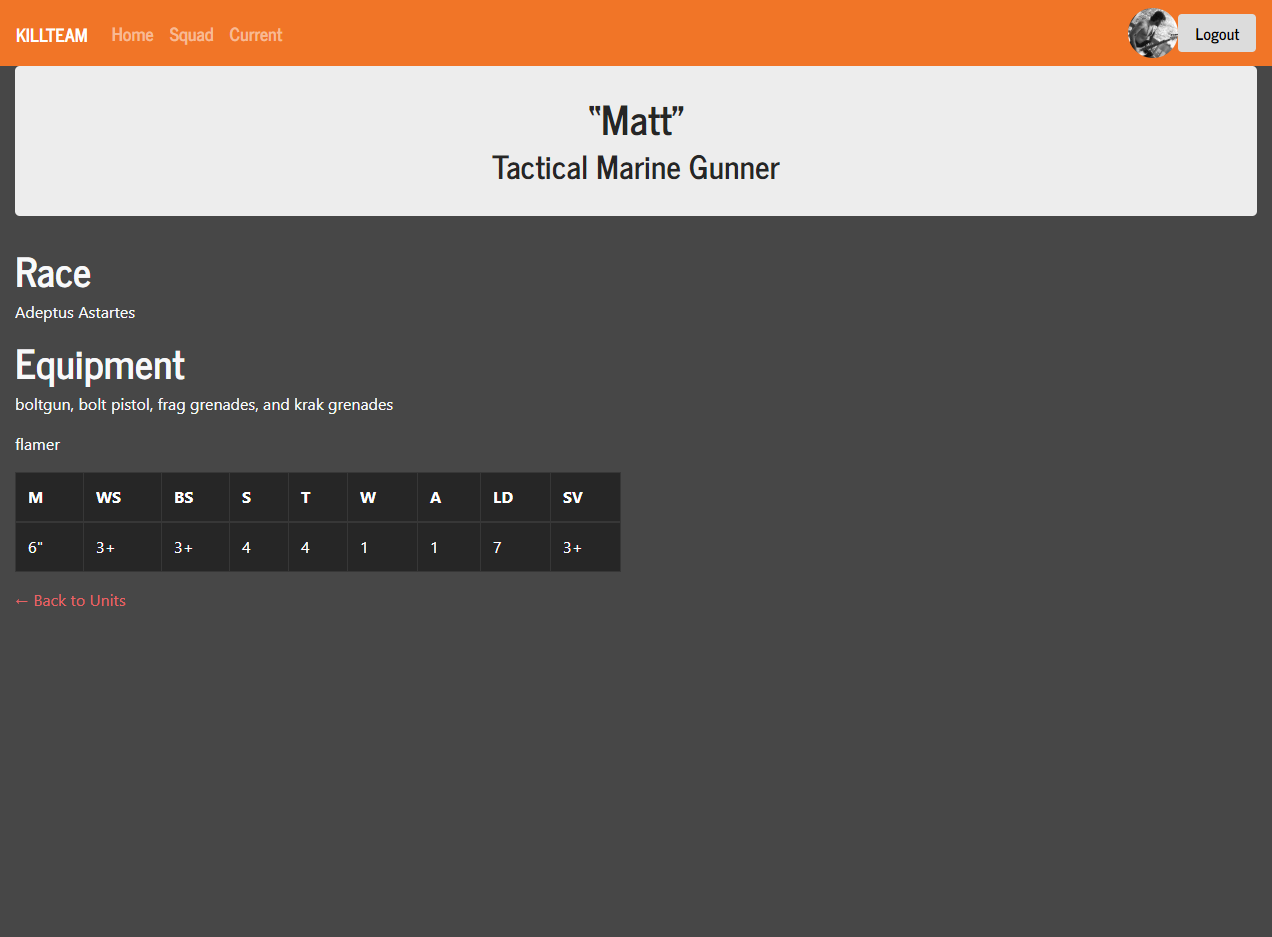 KILLTEAM Home Squad Current Logout
“Matt”
Tactical Marine Gunner
Race
Adeptus Astartes
Equipment
boltgun, bolt pistol, frag grenades, and krak grenades
flamer
M WS BS S T W A LD SV
6" 3+ 3+ 4 4 1 1 7 3+
← Back to Units